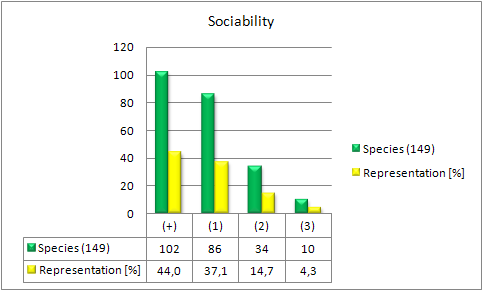 Sociability
120
100
80
60
40
20
0
Species (149)
Representation [%]
(+) (1) (2) (3)
Species (149) 102 86 34 10
Representation [%] 44,0 37,1 14,7 4,3